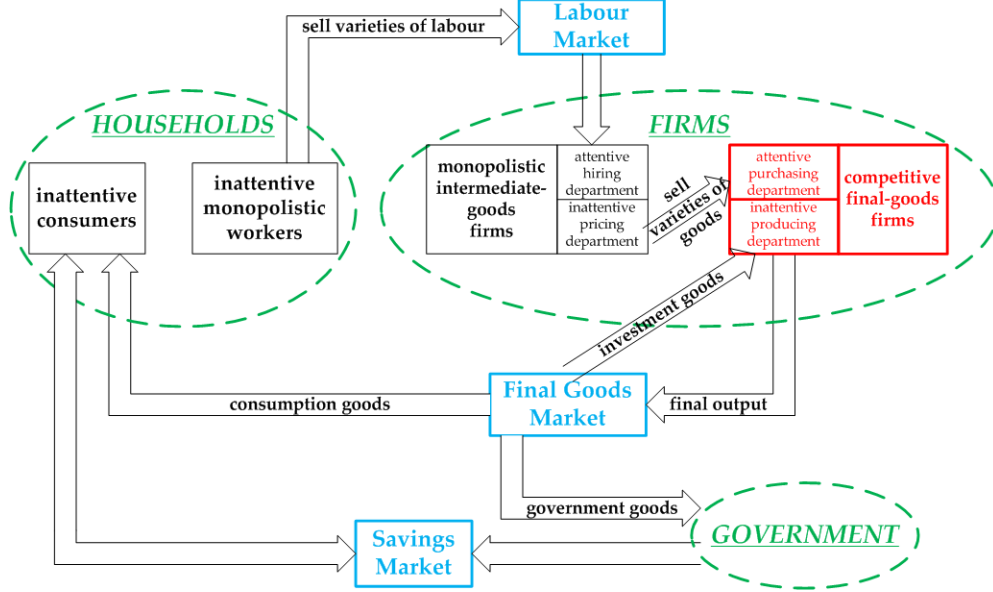 sell varieties of labour
Labour
Market
HOUSEHOLDS
FIRMS
inattentive
consumers
inattentive
monopolistic
workers
monopolistic
intermediate-
goods
firms
attentive
hiring
department
inattentive
pricing
department
sell
varieties of
goods
attentive
purchasing
department
inattentive
producing
department
competitive
final-goods
firms
investment goods
consumption goods
Final Goods
Market
final output
government goods
GOVERNMENT
Savings
Market